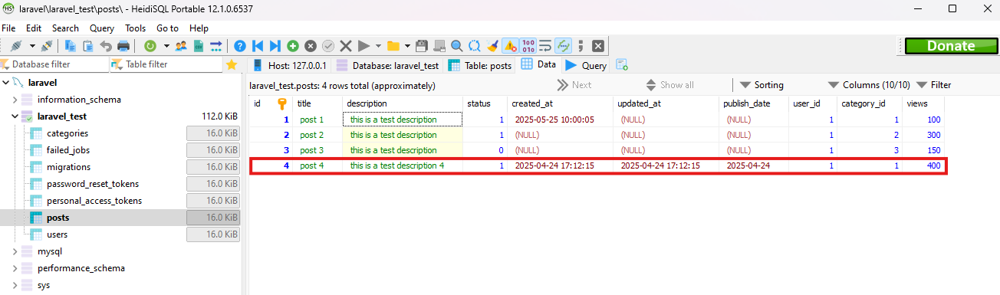 HS laravel\laravel_test\posts\ - HeidiSQL Portable 12.1.0.6537
File Edit Search Query Tools Go to Help
Donate
Database filter Table filter Host: 127.0.0.1 Database: laravel_test Table: posts Data Query
laravel laravel_test.posts: 4 rows total (approximately) Next Show all Sorting Columns (10/10) Filter
information_schema
laravel_test 112.0 KiB
categories 16.0 KiB
failed_jobs 16.0 KiB
migrations 16.0 KiB
password_reset_tokens 16.0 KiB
personal_access_tokens 16.0 KiB
posts 16.0 KiB
users 16.0 KiB
mysql
performance_schema
sys
id title description status created_at updated_at publish_date user_id category_id views
1 post 1 this is a test description 1 2025-05-25 10:00:05 (NULL) (NULL) 1 1 100
2 post 2 this is a test description 1 (NULL) (NULL) (NULL) 1 2 300
3 post 3 this is a test description 0 (NULL) (NULL) (NULL) 1 3 150
4 post 4 this is a test description 4 1 2025-04-24 17:12:15 2025-04-24 17:12:15 2025-04-24 1 1 400